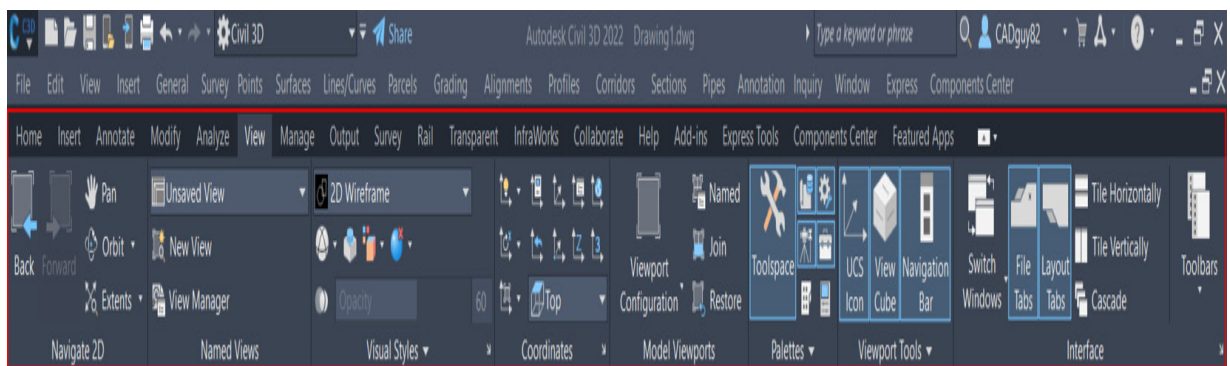 C3D Civil 3D Share Autodesk Civil 3D 2022 Drawing1.dwg Type a keyword or phrase CADguy82
File Edit View Insert General Survey Points Surfaces Lines/Curves Parcels Grading Alignments Profiles Corridors Sections Pipes Annotation Inquiry Window Express Components Center
Home Insert Annotate Modify Analyze View Manage Output Survey Rail Transparent InfraWorks Collaborate Help Add-ins Express Tools Components Center Featured Apps
Back Forward
Pan
Orbit
Extents
Navigate 2D
Unsaved View
New View
View Manager
Named Views
2D Wireframe
Opacity 60
Visual Styles
Top
Coordinates
Viewport
Configuration
Named
Join
Restore
Model Viewports
Toolspace
Palettes
UCS
Icon
View
Cube
Navigation
Bar
Viewport Tools
Switch
Windows
File
Tabs
Layout
Tabs
Tile Horizontally
Tile Vertically
Cascade
Toolbars
Interface